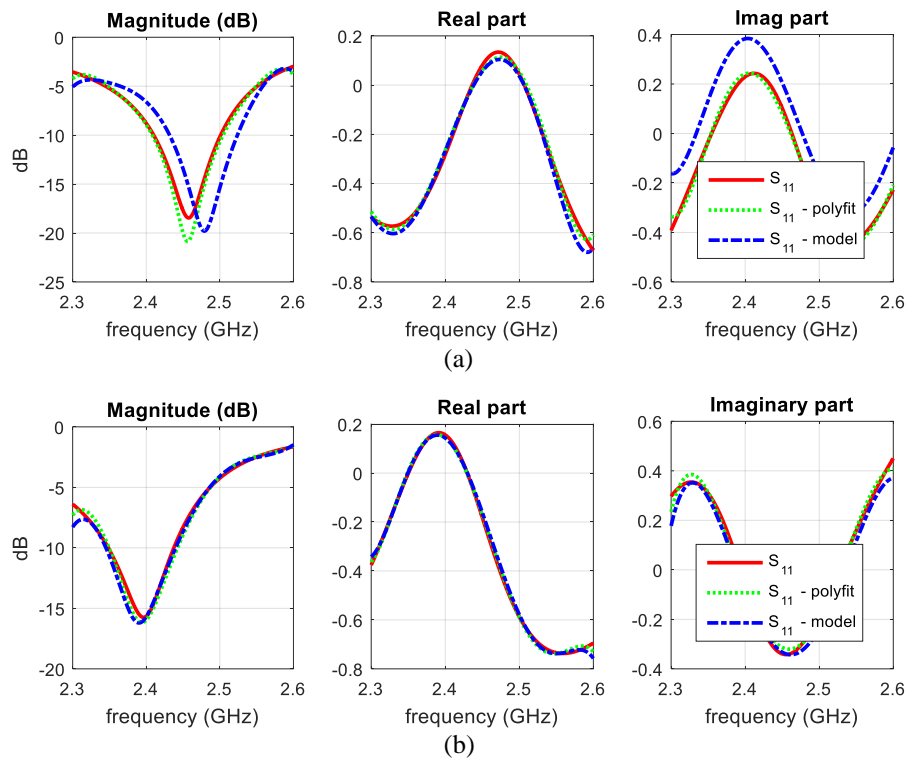 Magnitude (dB)
Real part
Imag part
0
-5
-10
-15
-20
-25
dB
2.3
2.4
2.5
2.6
frequency (GHz)
0.2
0
-0.2
-0.4
-0.6
-0.8
2.3
2.4
2.5
2.6
frequency (GHz)
0.4
0.2
0
-0.2
-0.4
-0.6
S11
S11 - polyfit
S11 - model
2.3
2.4
2.5
2.6
frequency (GHz)
(a)
Magnitude (dB)
Real part
Imaginary part
0
-5
-10
-15
-20
dB
2.3
2.4
2.5
2.6
frequency (GHz)
0.2
0
-0.2
-0.4
-0.6
-0.8
2.3
2.4
2.5
2.6
frequency (GHz)
0.6
0.4
0.2
0
-0.2
-0.4
S11
S11 - polyfit
S11 - model
2.3
2.4
2.5
2.6
frequency (GHz)
(b)